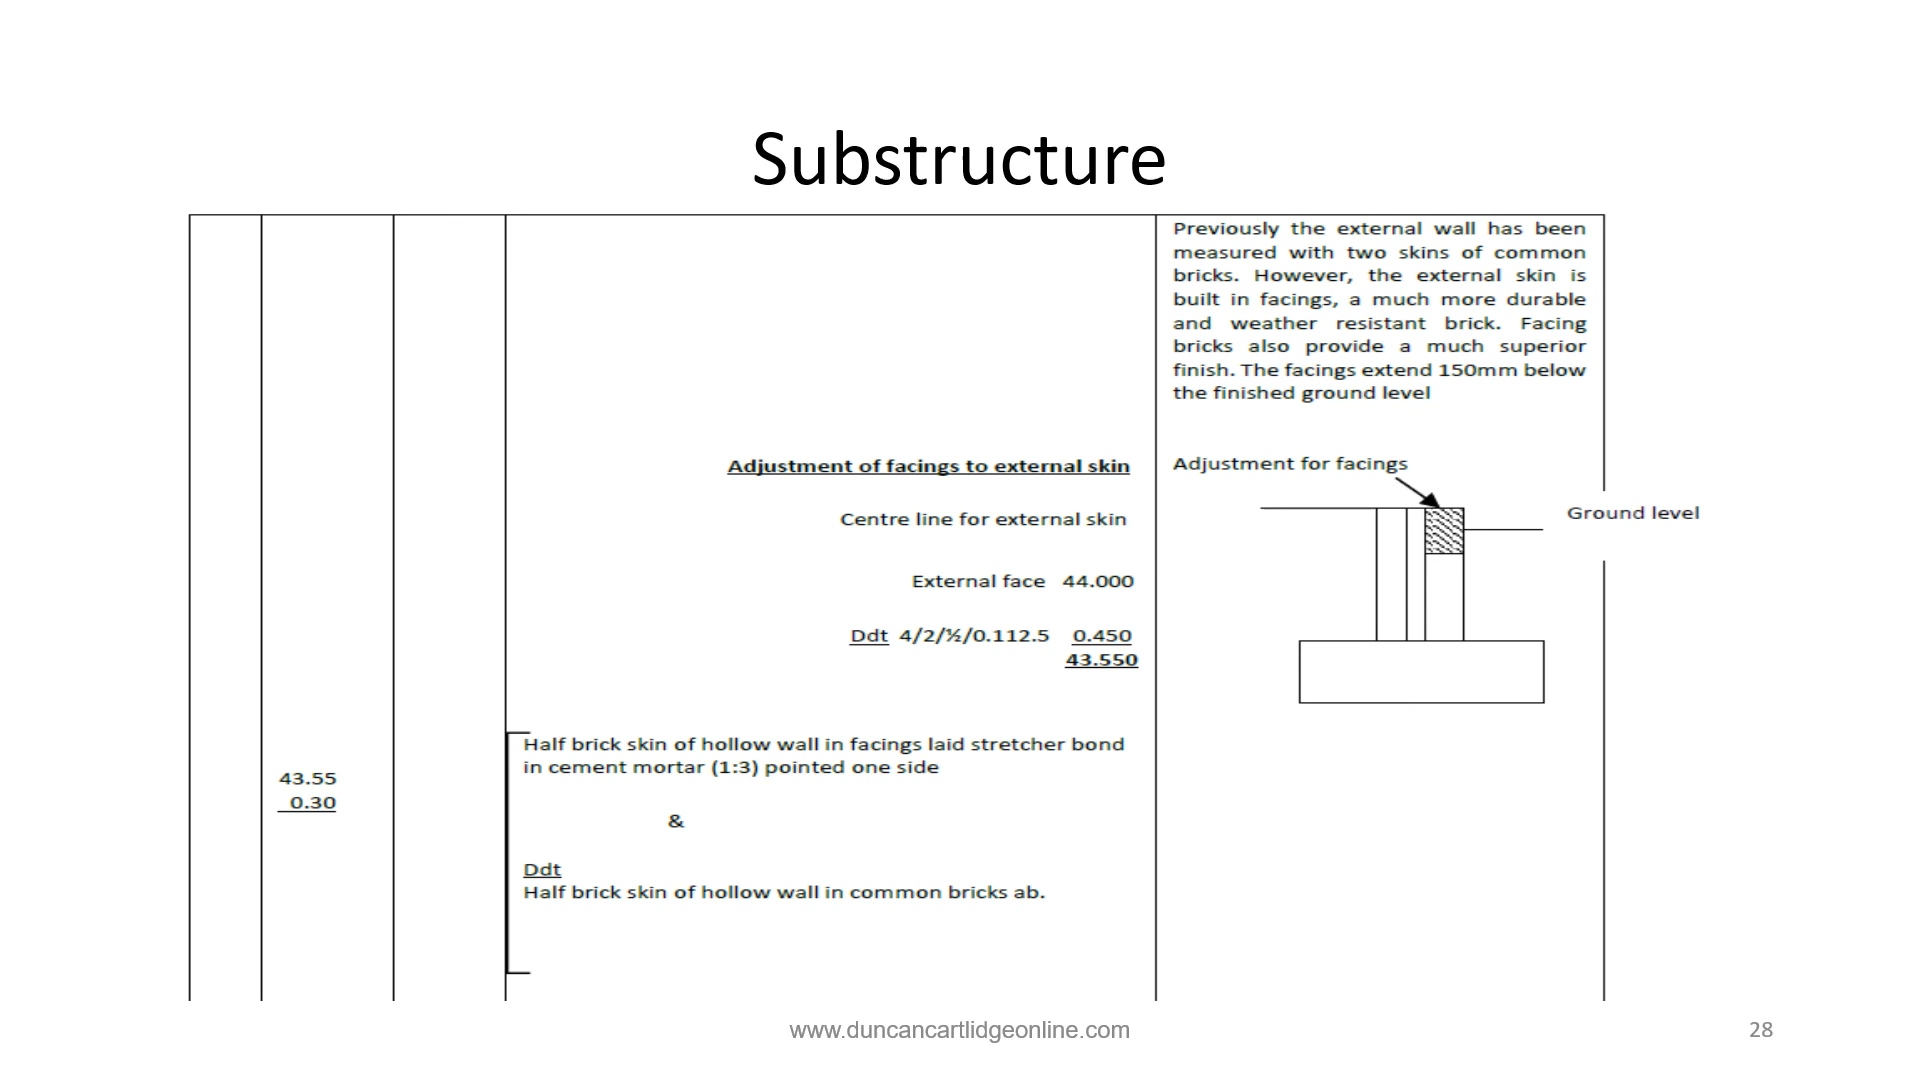 Substructure
Previously the external wall has been
measured with two skins of common
bricks. However, the external skin is
built in facings, a much more durable
and weather resistant brick. Facing
bricks also provide a much superior
finish. The facings extend 150mm below
the finished ground level
Adjustment of facings to external skin
Adjustment for facings
Ground level
Centre line for external skin
External face 44.000
Ddt 4/2/½/0.112.5 0.450
43.550
Half brick skin of hollow wall in facings laid stretcher bond
in cement mortar (1:3) pointed one side
43.55
0.30
&
Ddt
Half brick skin of hollow wall in common bricks ab.
www.duncancartlidgeonline.com
28